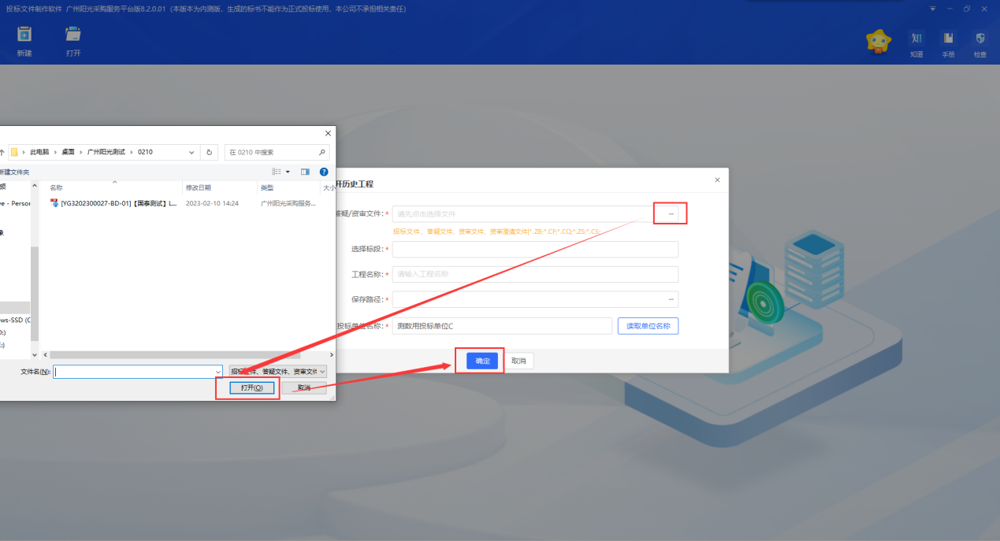 投标文件制作软件 广州阳光采购服务平台版8.2.0.01（本版本为内测版，生成的标书不能作为正式投标使用，本公司不承担相关责任）
新建
打开
知道
手册
检查
此电脑 › 桌面 › 广州阳光测试 › 0210
在 0210 中搜索
新建文件夹
名称
修改日期
类型
大小
频
ve - Person
[YG3202300027-BD-01]【国泰测试】L...
2023-02-10 14:24
广州阳光采购服务...
象
ws-SSD (C
D:)
E:)
文件名(N):
招标文件、答疑文件、资审文件
打开(O)
取消
开历史工程
答疑/资审文件: *
请先点击选择文件
...
招标文件、答疑文件、资审文件、资审澄清文件(*.ZB;*.CF;*.CQ;*.ZS;*.CS;
选择标段: *
工程名称: *
请输入工程名称
保存路径: *
...
投标单位名称: *
测数用投标单位C
读取单位名称
确定
取消